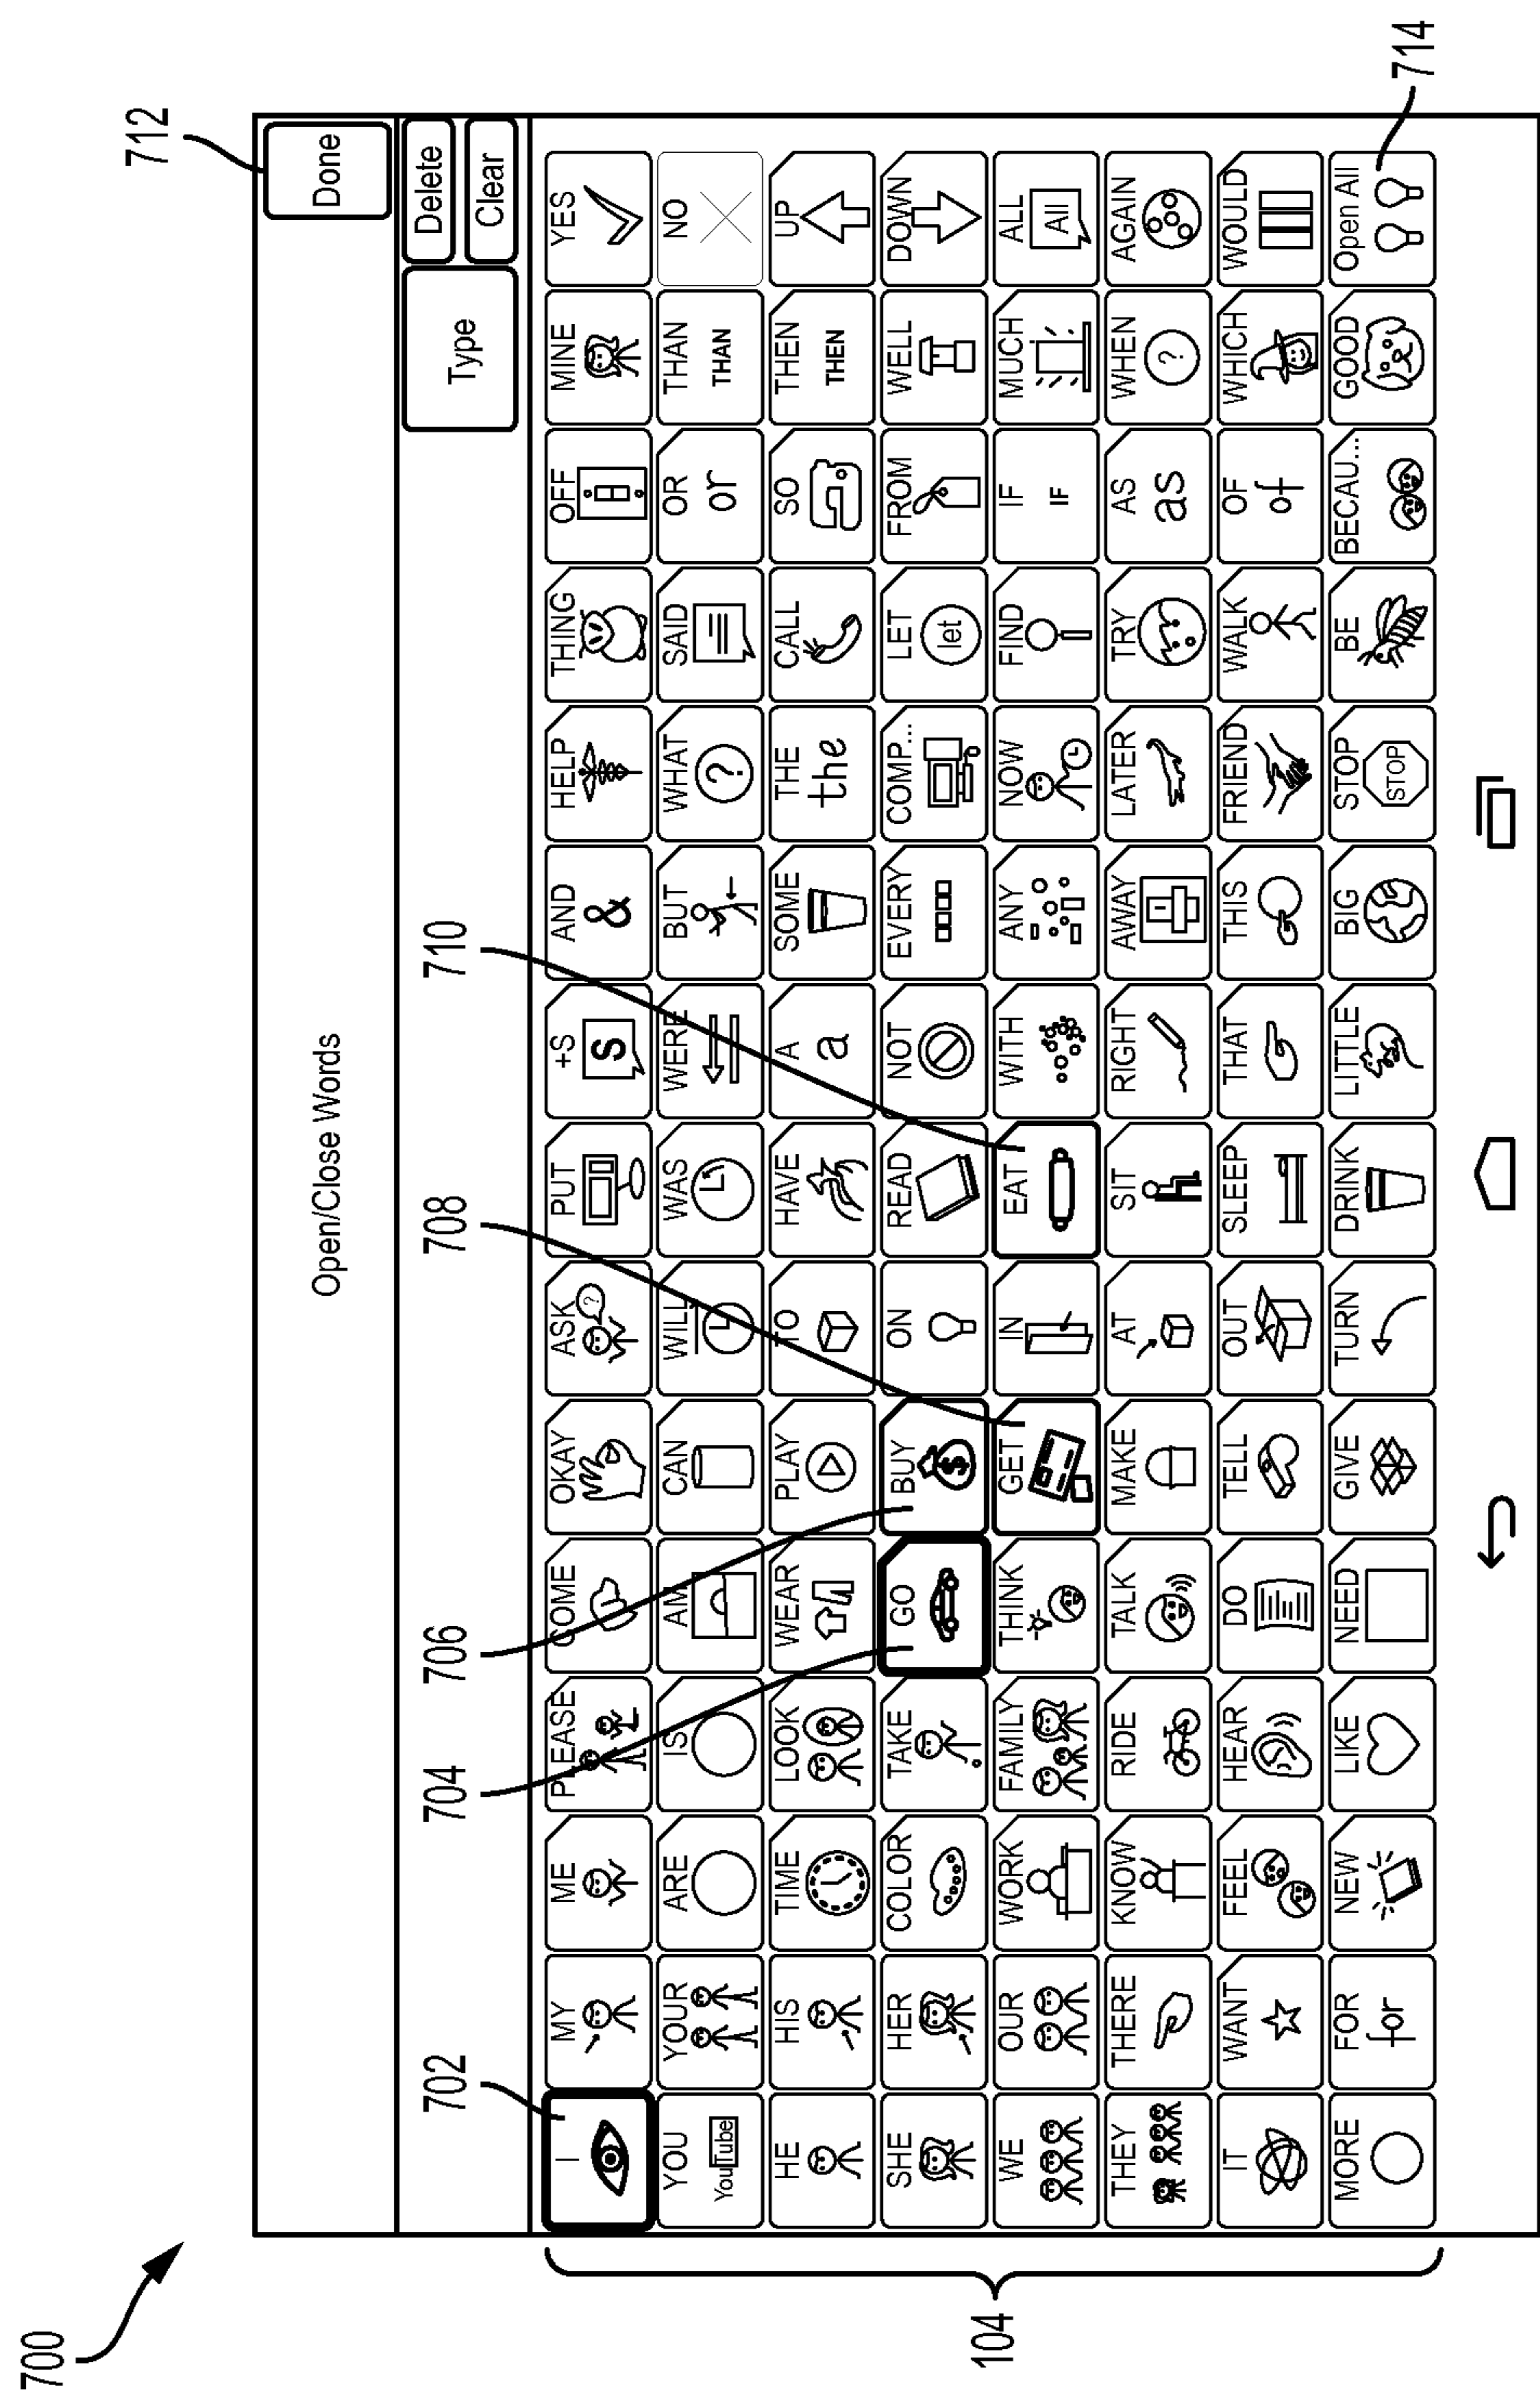 700
712
Open/Close Words
Done
Type
Delete
Clear
702 704 706 708 710
I MY ME PLEASE COME OKAY ASK PUT +S AND HELP THING OFF MINE YES
? S &
YOU YOUR ARE IS AM CAN WILL WAS WERE BUT WHAT SAID OR THAN NO
YouTube ? or THAN
HE HIS TIME LOOK WEAR PLAY TO HAVE A SOME THE CALL SO THEN UP
a the THEN
SHE HER COLOR TAKE GO BUY ON READ NOT EVERY COMP... LET FROM WELL DOWN
$ let
WE OUR WORK FAMILY THINK GET IN EAT WITH ANY NOW FIND IF MUCH ALL
IF All
THEY THERE KNOW RIDE TALK MAKE AT SIT RIGHT AWAY LATER TRY AS WHEN AGAIN
as ?
IT WANT FEEL HEAR DO TELL OUT SLEEP THAT THIS FRIEND WALK OF WHICH WOULD
of
MORE FOR NEW LIKE NEED GIVE TURN DRINK LITTLE BIG STOP BE BECAU... GOOD Open All
for STOP
104
714